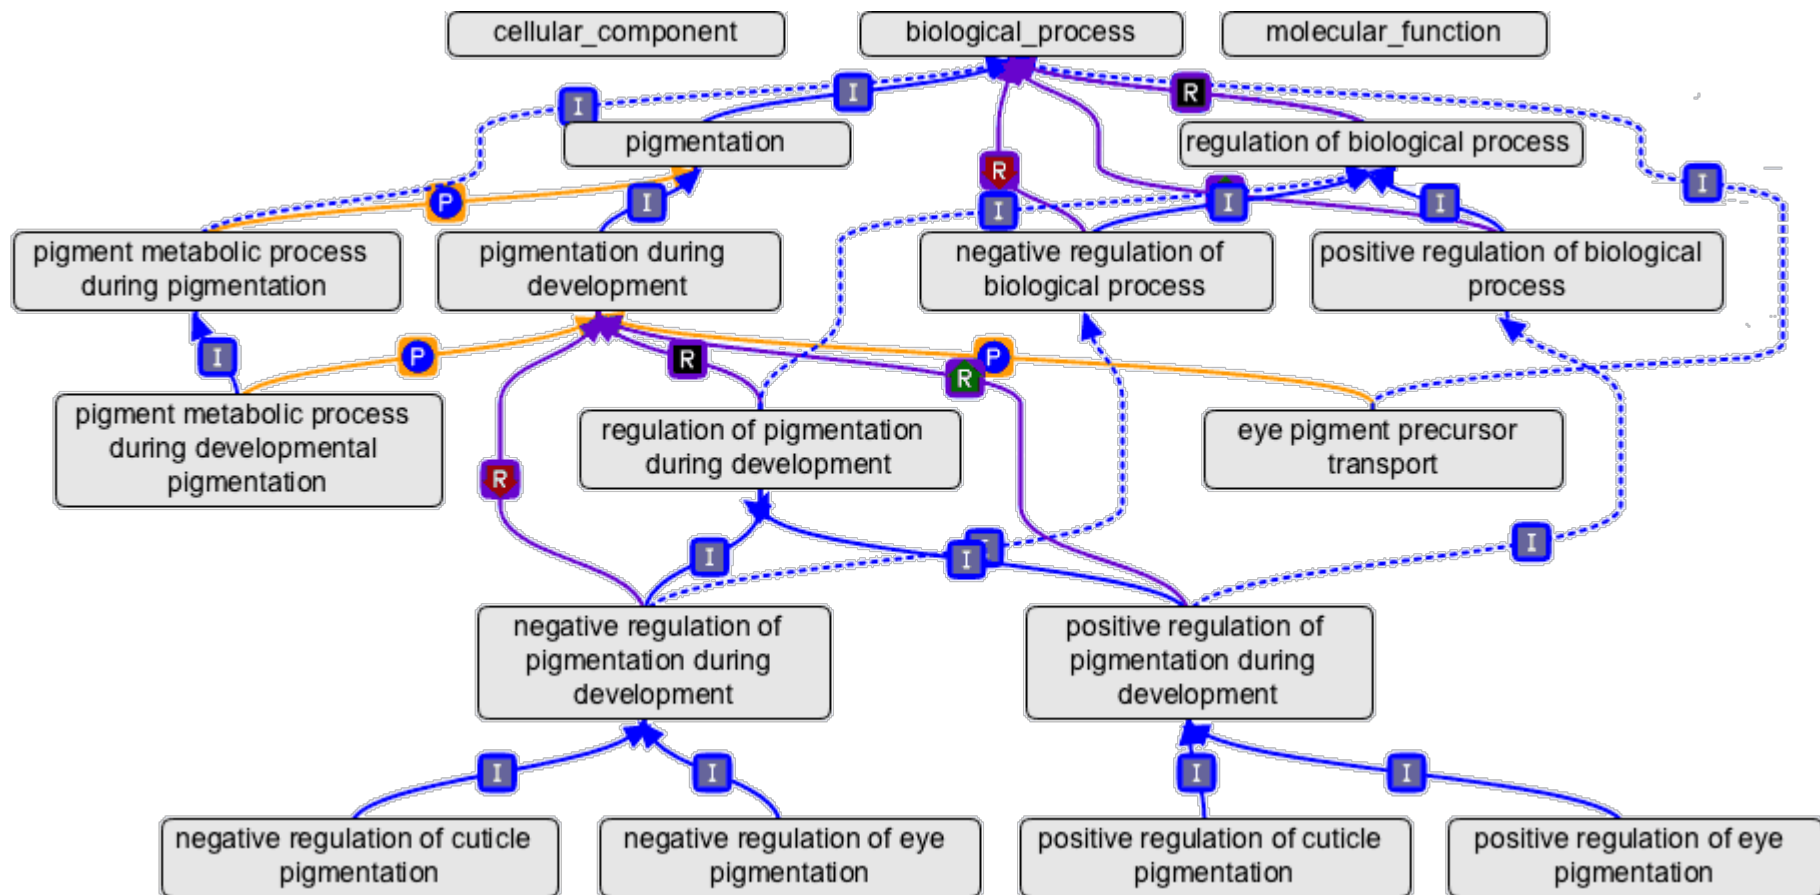 cellular_component
biological_process
molecular_function
I
I
R
pigmentation
regulation of biological process
R
I
P
I
I
I
I
pigment metabolic process
during pigmentation
pigmentation during
development
negative regulation of
biological process
positive regulation of biological
process
I
P
R
P
R
pigment metabolic process
during developmental
pigmentation
regulation of pigmentation
during development
eye pigment precursor
transport
R
I
I
I
negative regulation of
pigmentation during
development
positive regulation of
pigmentation during
development
I
I
I
I
negative regulation of cuticle
pigmentation
negative regulation of eye
pigmentation
positive regulation of cuticle
pigmentation
positive regulation of eye
pigmentation